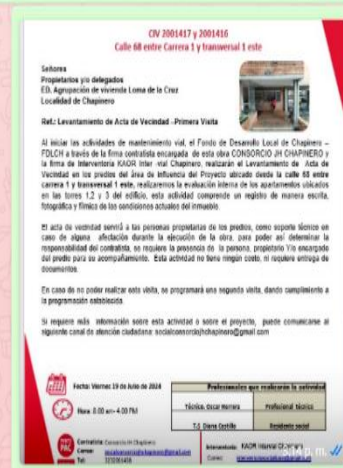 CIV 2001417 y 2001416
Calle 68 entre Carrera 1 y transversal 1 este
Señores
Propietarios y/o delegados
ED. Agrupación de vivienda Loma de la Cruz
Localidad de Chapinero
Ref.: Levantamiento de Acta de Vecindad -Primera Visita
Al iniciar las actividades de mantenimiento vial, el Fondo de Desarrollo Local de Chapinero –
FDLCH a través de la firma contratista encargada de esta obra CONSORCIO JH CHAPINERO y
la firma de Interventoría KAOR Inter -vial Chapinero, realizarán el Levantamiento de Acta de
Vecindad en los predios del área de Influencia del Proyecto ubicado desde la calle 68 entre
carrera 1 y transversal 1 este, realizaremos la evaluación interna de los apartamentos ubicados
en las torres 1,2 y 3 del edificio, esta actividad comprende un registro de manera escrita,
fotográfica y fílmica de las condiciones actuales del inmueble.
El acta de vecindad servirá a las personas propietarias de los predios, como soporte técnico en
caso de alguna afectación durante la ejecución de la obra, para poder así determinar la
responsabilidad del contratista, se requiere la presencia de la persona, propietario Y/o encargado
del predio para su acompañamiento. Esta actividad no tiene ningún costo, ni requiere entrega de
documentos.
En caso de no poder realizar esta visita, se programará una segunda visita, dando cumplimiento a
la programación establecida.
Si requiere más información sobre esta actividad o sobre el proyecto, puede comunicarse al
siguiente canal de atención ciudadana: socialconsorciojhchapinero@gmail.com
Fecha: Viernes 19 de Julio de 2024
Hora: 8:00 am- 4:00 PM
Profesionales que realizarán la actividad
Técnico. Oscar Herrera Profesional técnico
T.S Diana Castillo Residente social
Contratista: Consorcio JH Chapinero
Correo: socialconsorciojhchapinero@gmail.com
Tel:
Interventoría: KAOR Intervial Chapinero
Correo:
5:14 p. m.